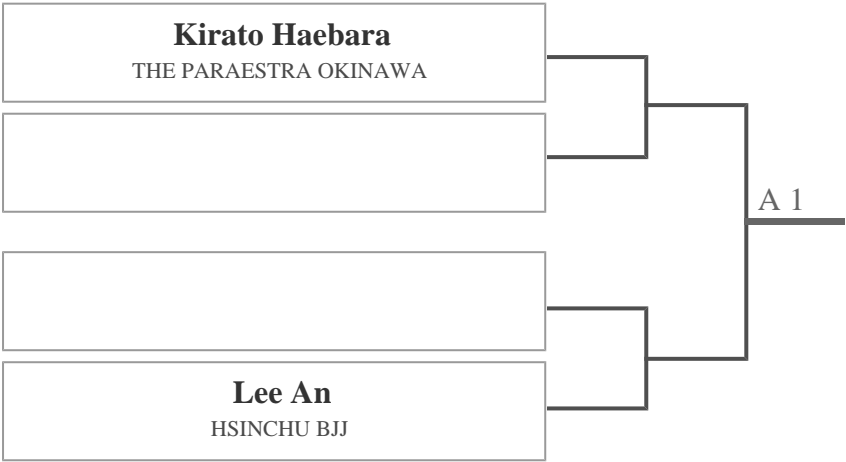 Kirato Haebara
THE PARAESTRA OKINAWA
A 1
Lee An
HSINCHU BJJ